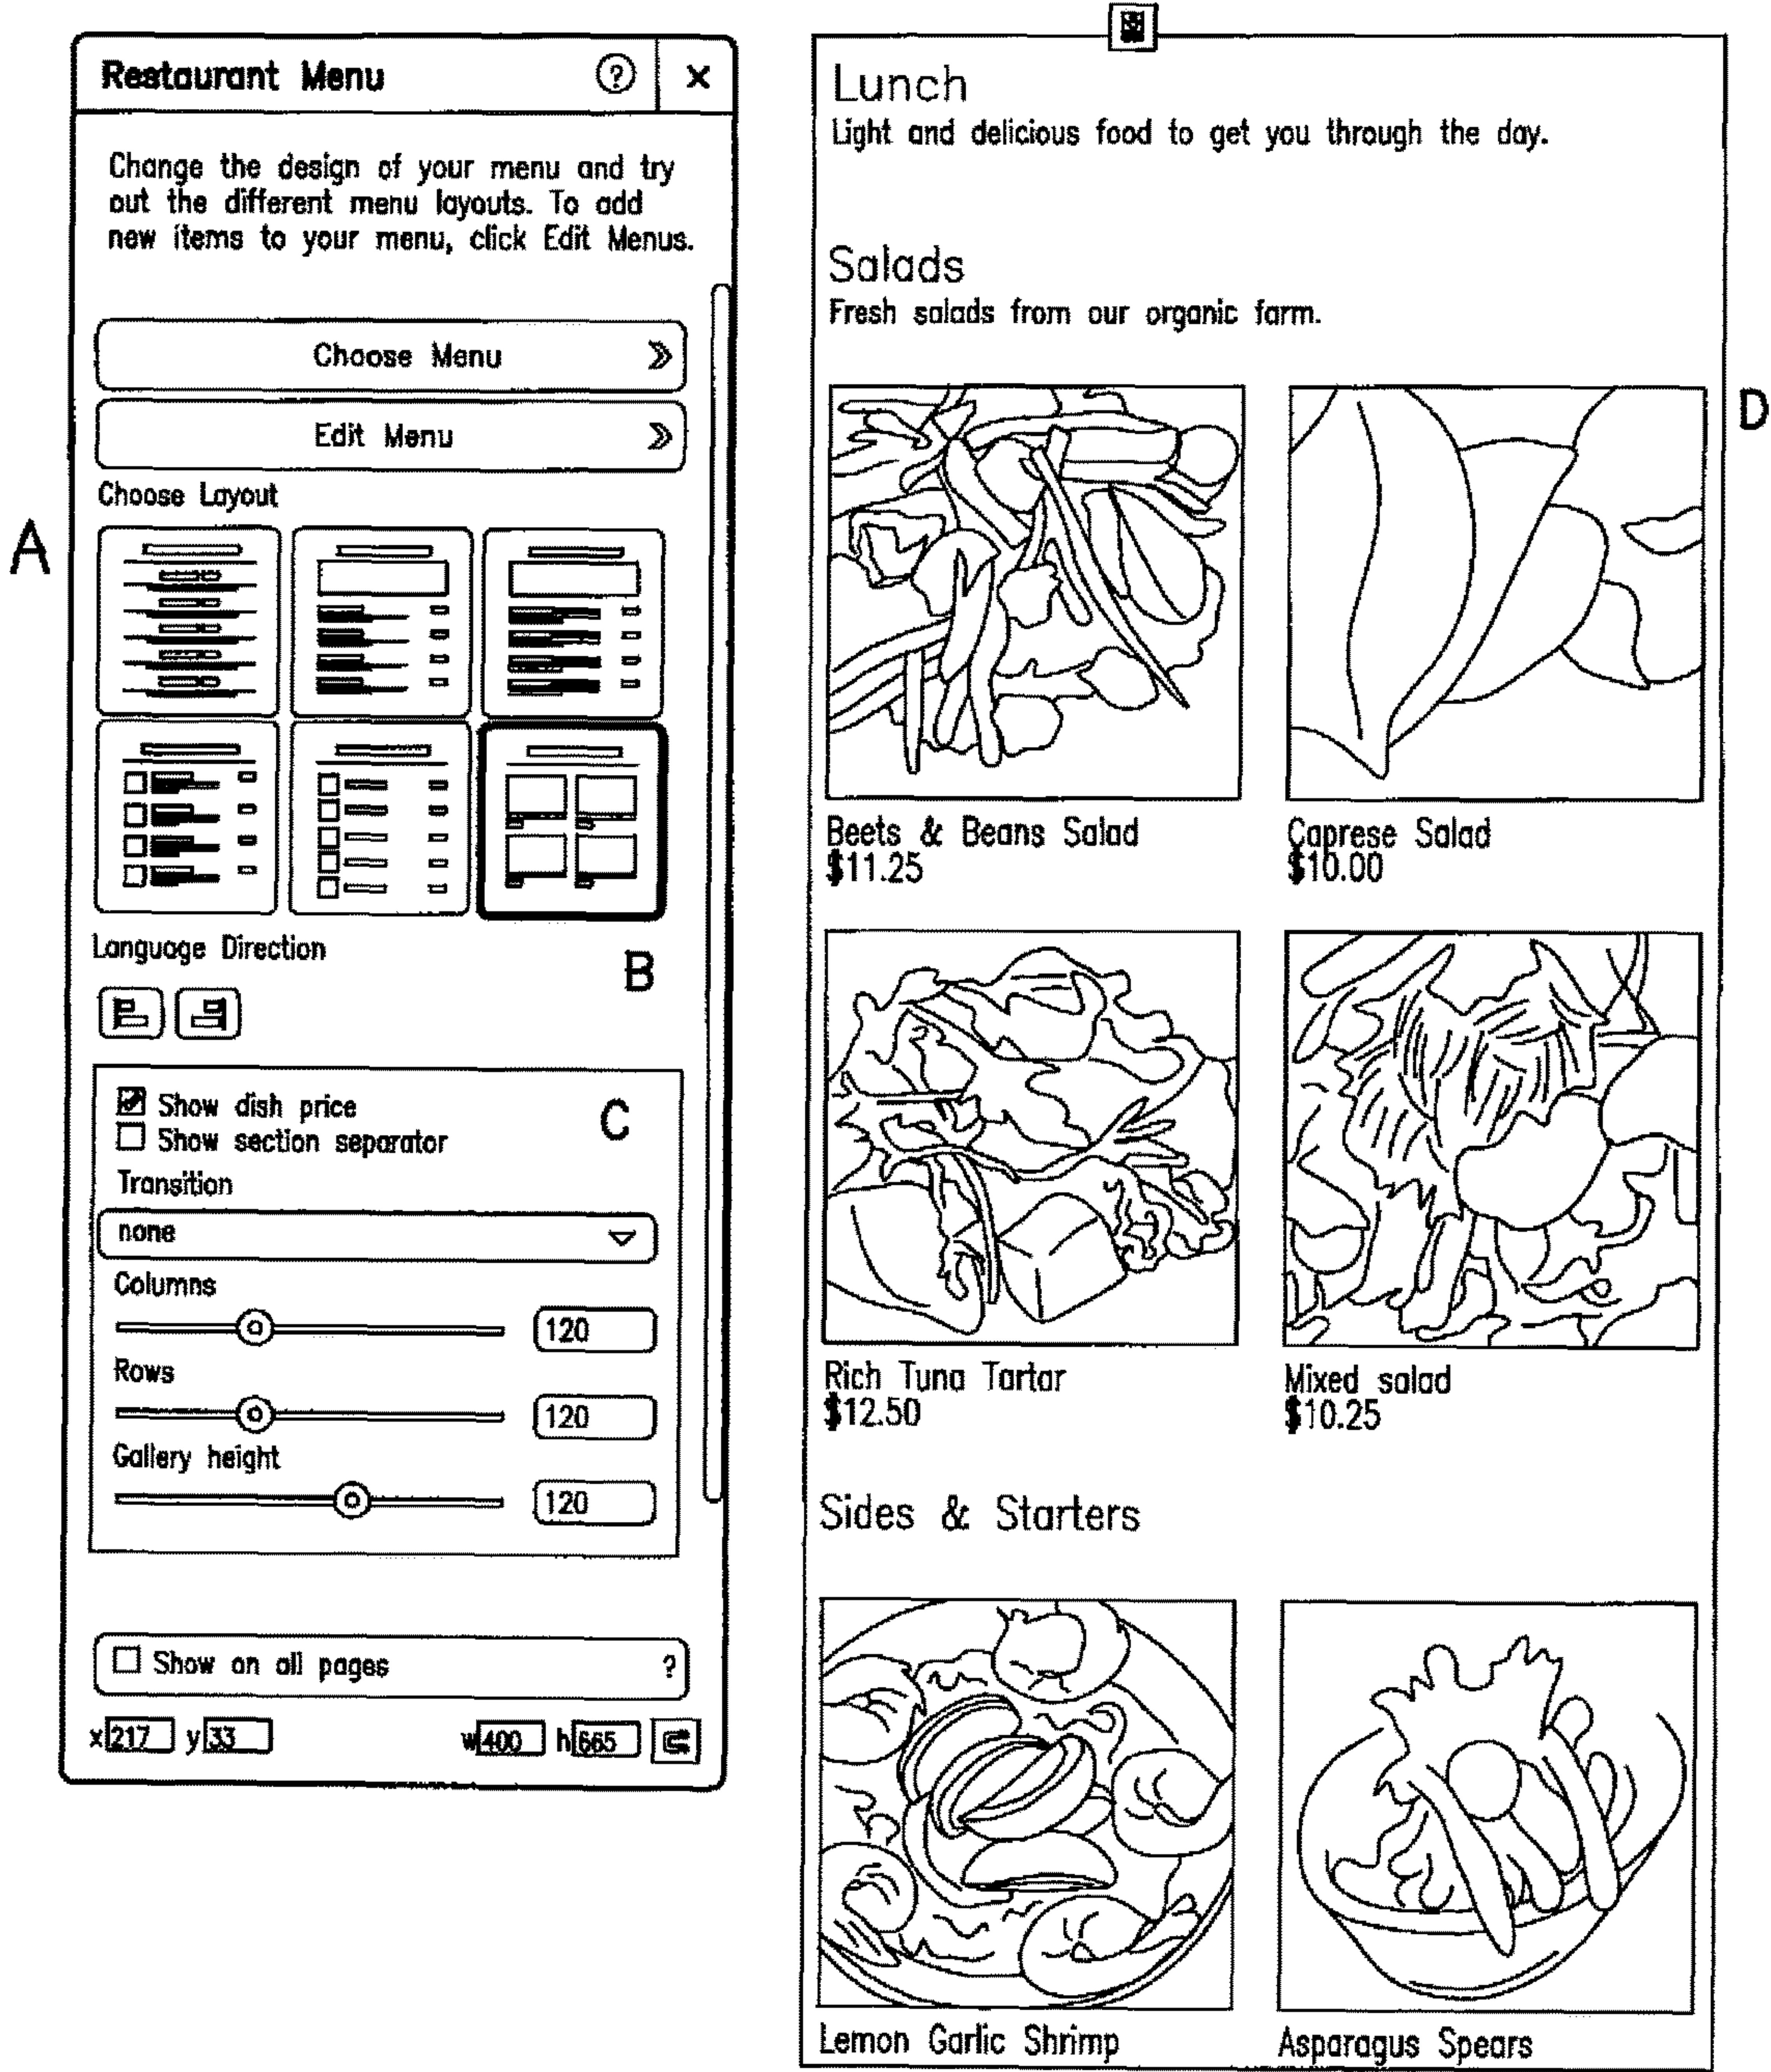 Restaurant Menu ? x
Change the design of your menu and try
out the different menu layouts. To add
new items to your menu, click Edit Menus.
Choose Menu »
Edit Menu »
Choose Layout
A
Language Direction
B
Show dish price
C
Show section separator
Transition
none
Columns
120
Rows
120
Gallery height
120
Show on all pages ?
x 217 y 33 w 400 h 665
Lunch
Light and delicious food to get you through the day.
Salads
Fresh salads from our organic farm.
D
Beets & Beans Salad
$11.25
Caprese Salad
$10.00
Rich Tuna Tartar
$12.50
Mixed salad
$10.25
Sides & Starters
Lemon Garlic Shrimp
Asparagus Spears